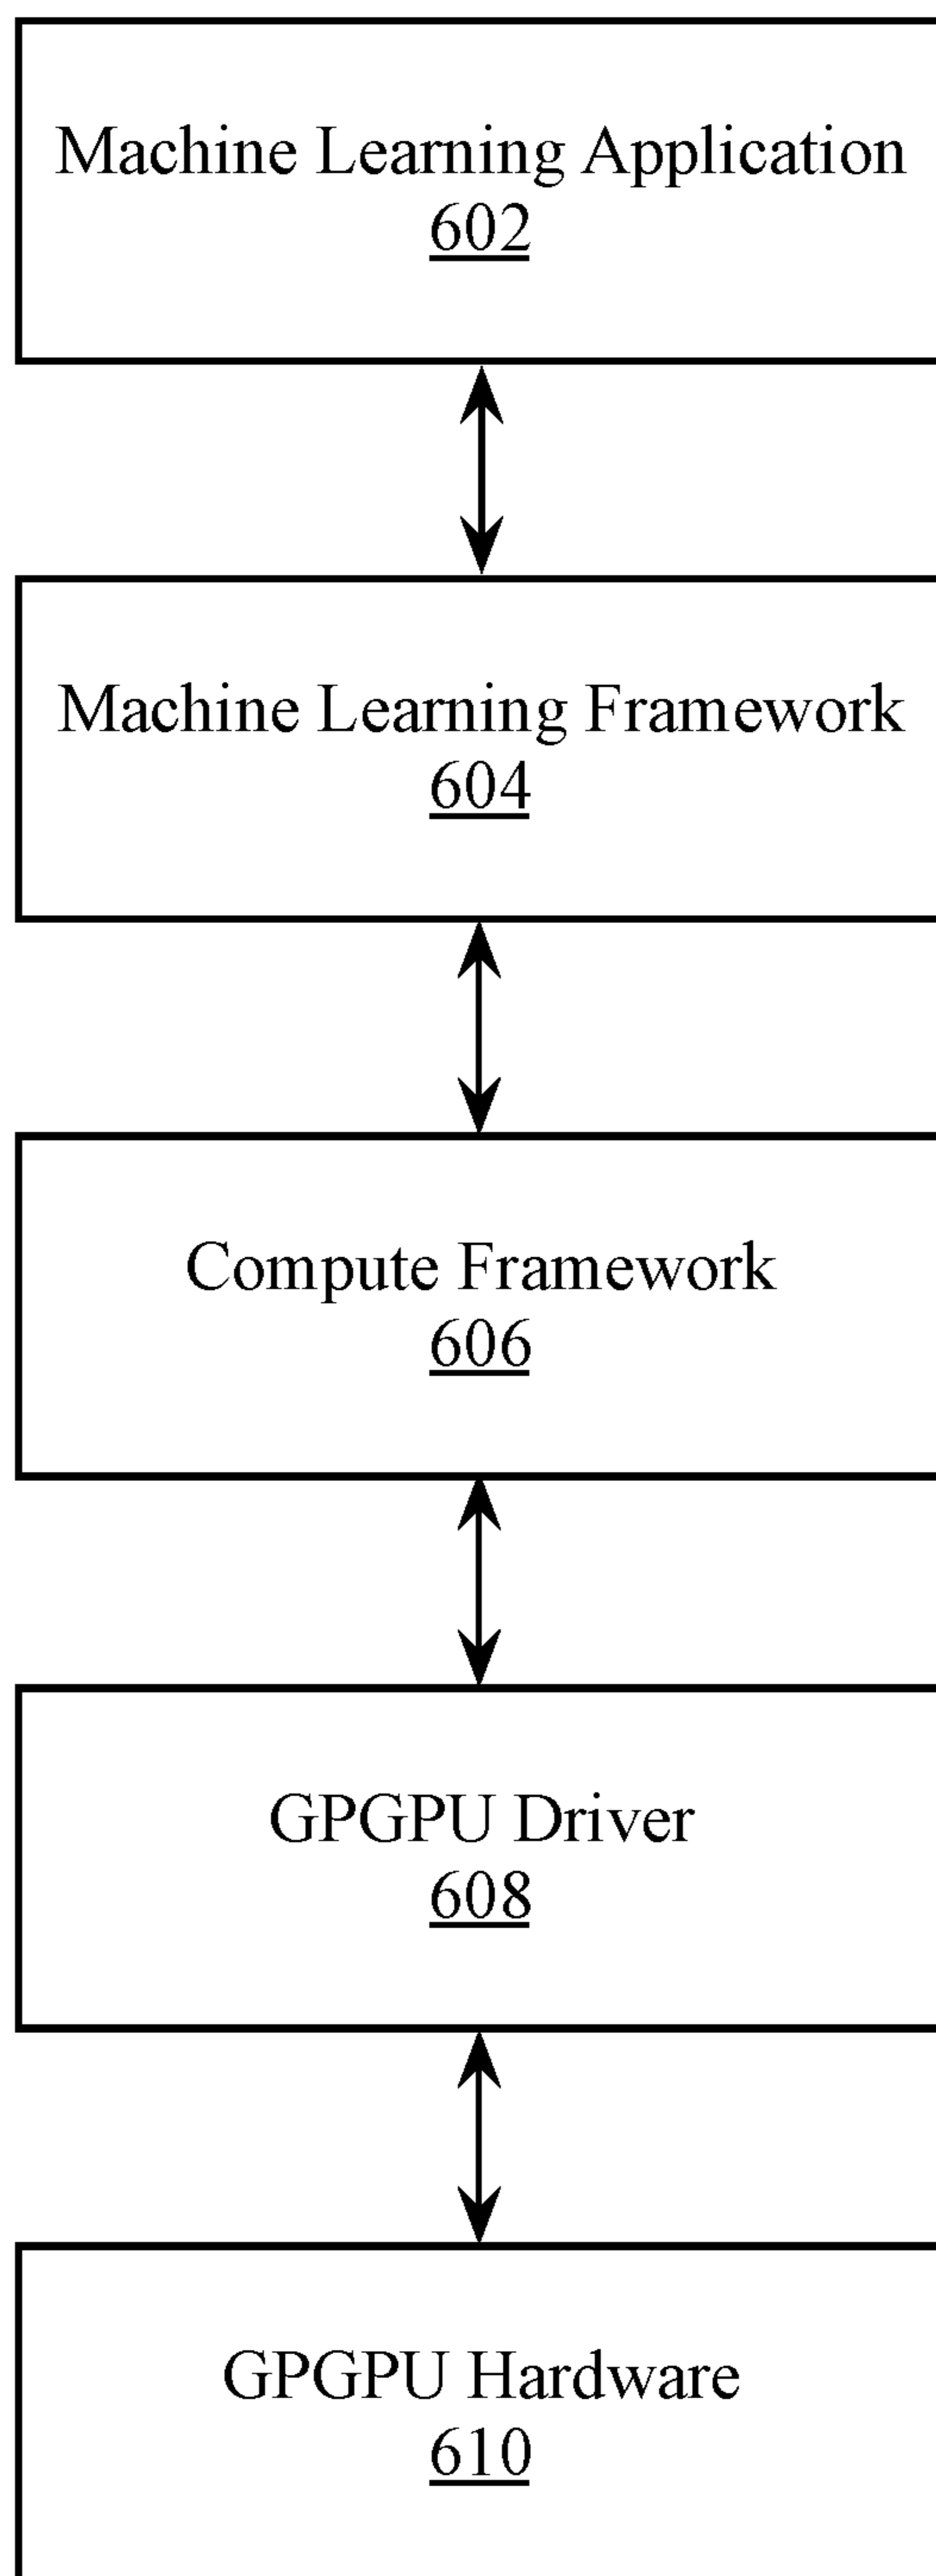 Machine Learning Application
602
Machine Learning Framework
604
Compute Framework
606
GPGPU Driver
608
GPGPU Hardware
610